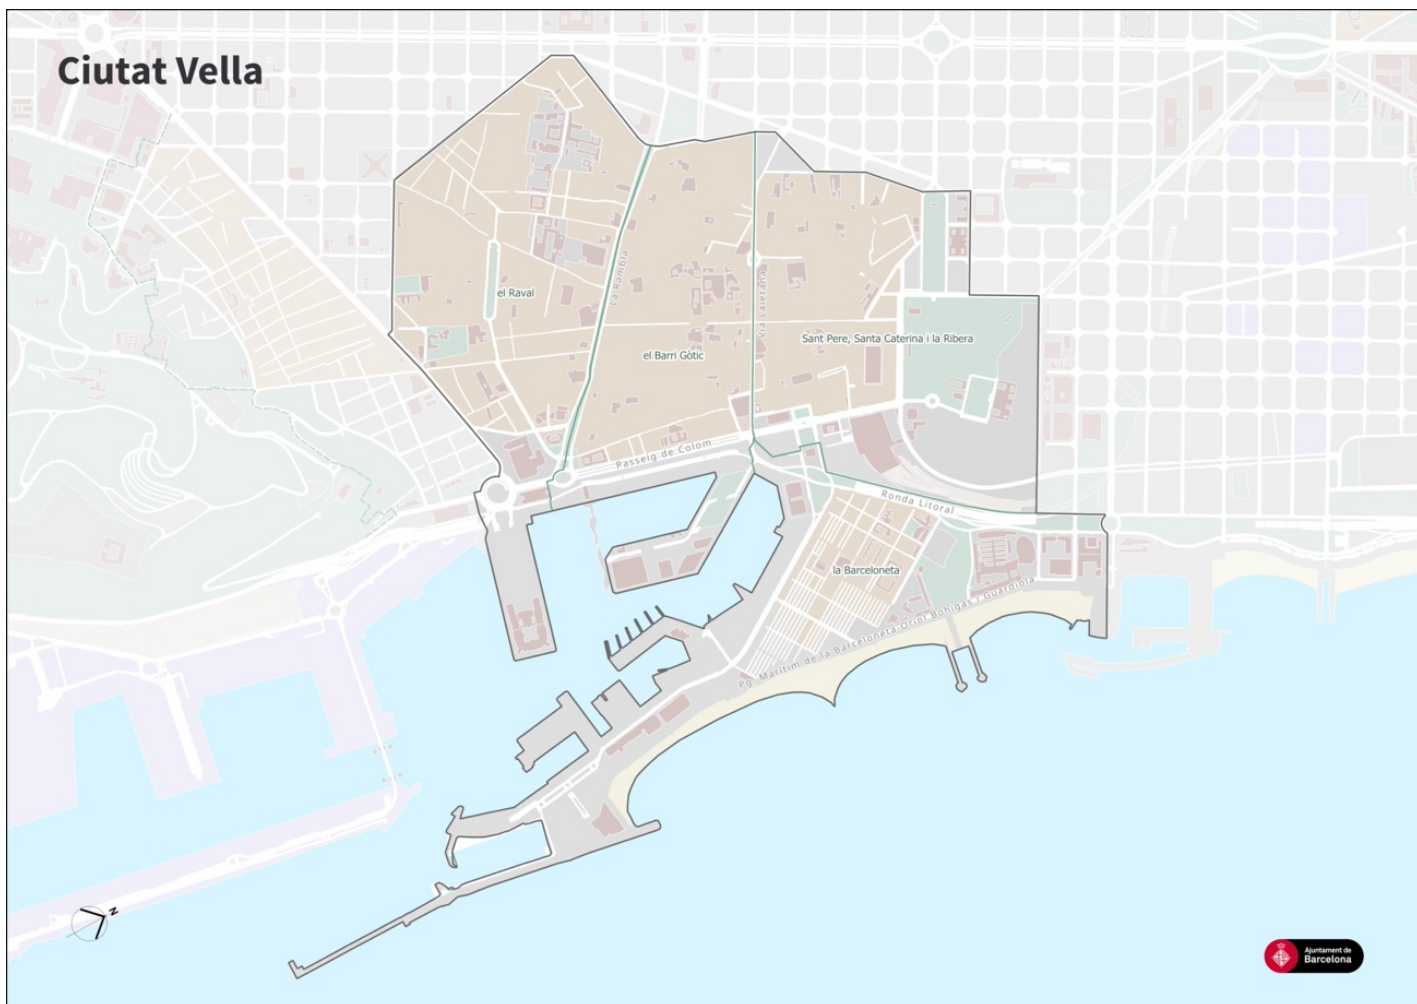 Ciutat Vella
La Rambla
Via Laietana
el Raval
Sant Pere, Santa Caterina i la Ribera
el Barri Gòtic
Passeig de Colom
Ronda Litoral
la Barceloneta
Pg. Marítim de la Barceloneta-Oriol Bohigas i Guardiola
N
Ajuntament de
Barcelona